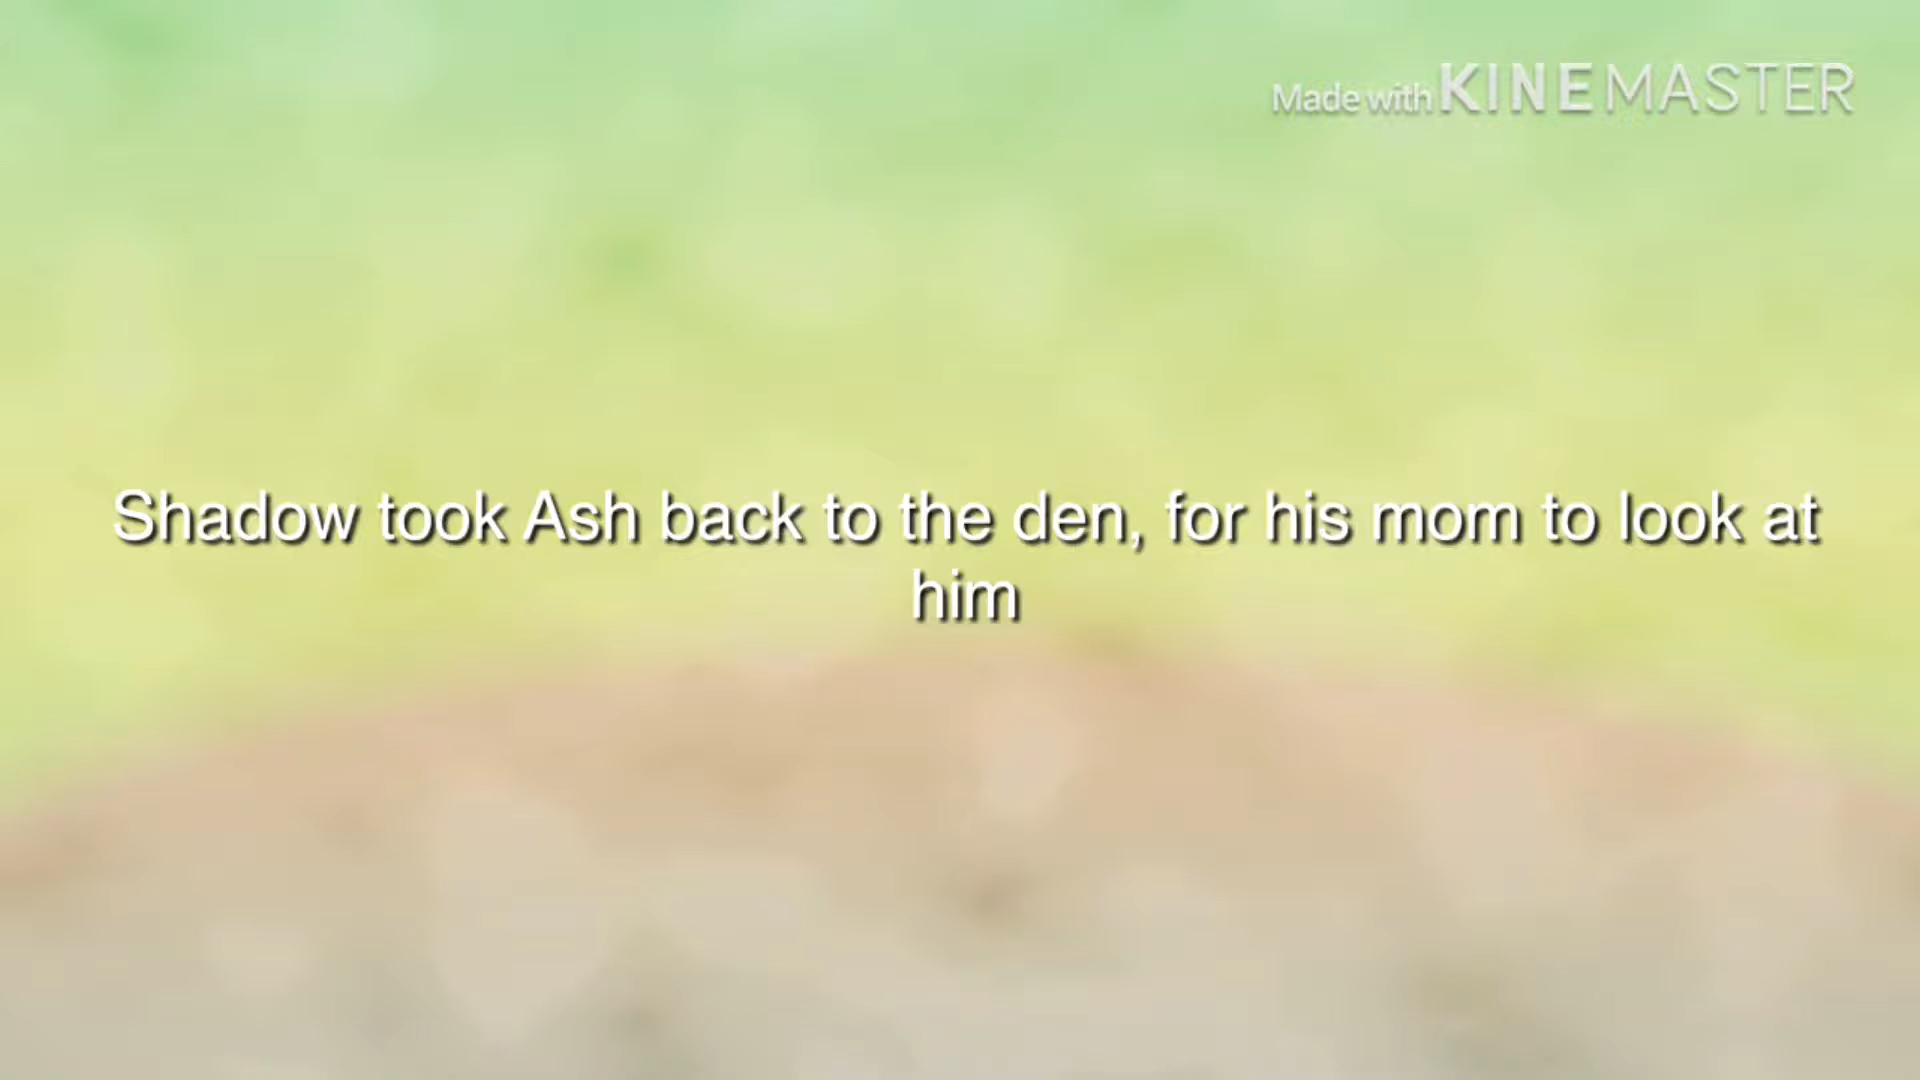 Made with KINEMASTER
Shadow took Ash back to the den, for his mom to look at
him